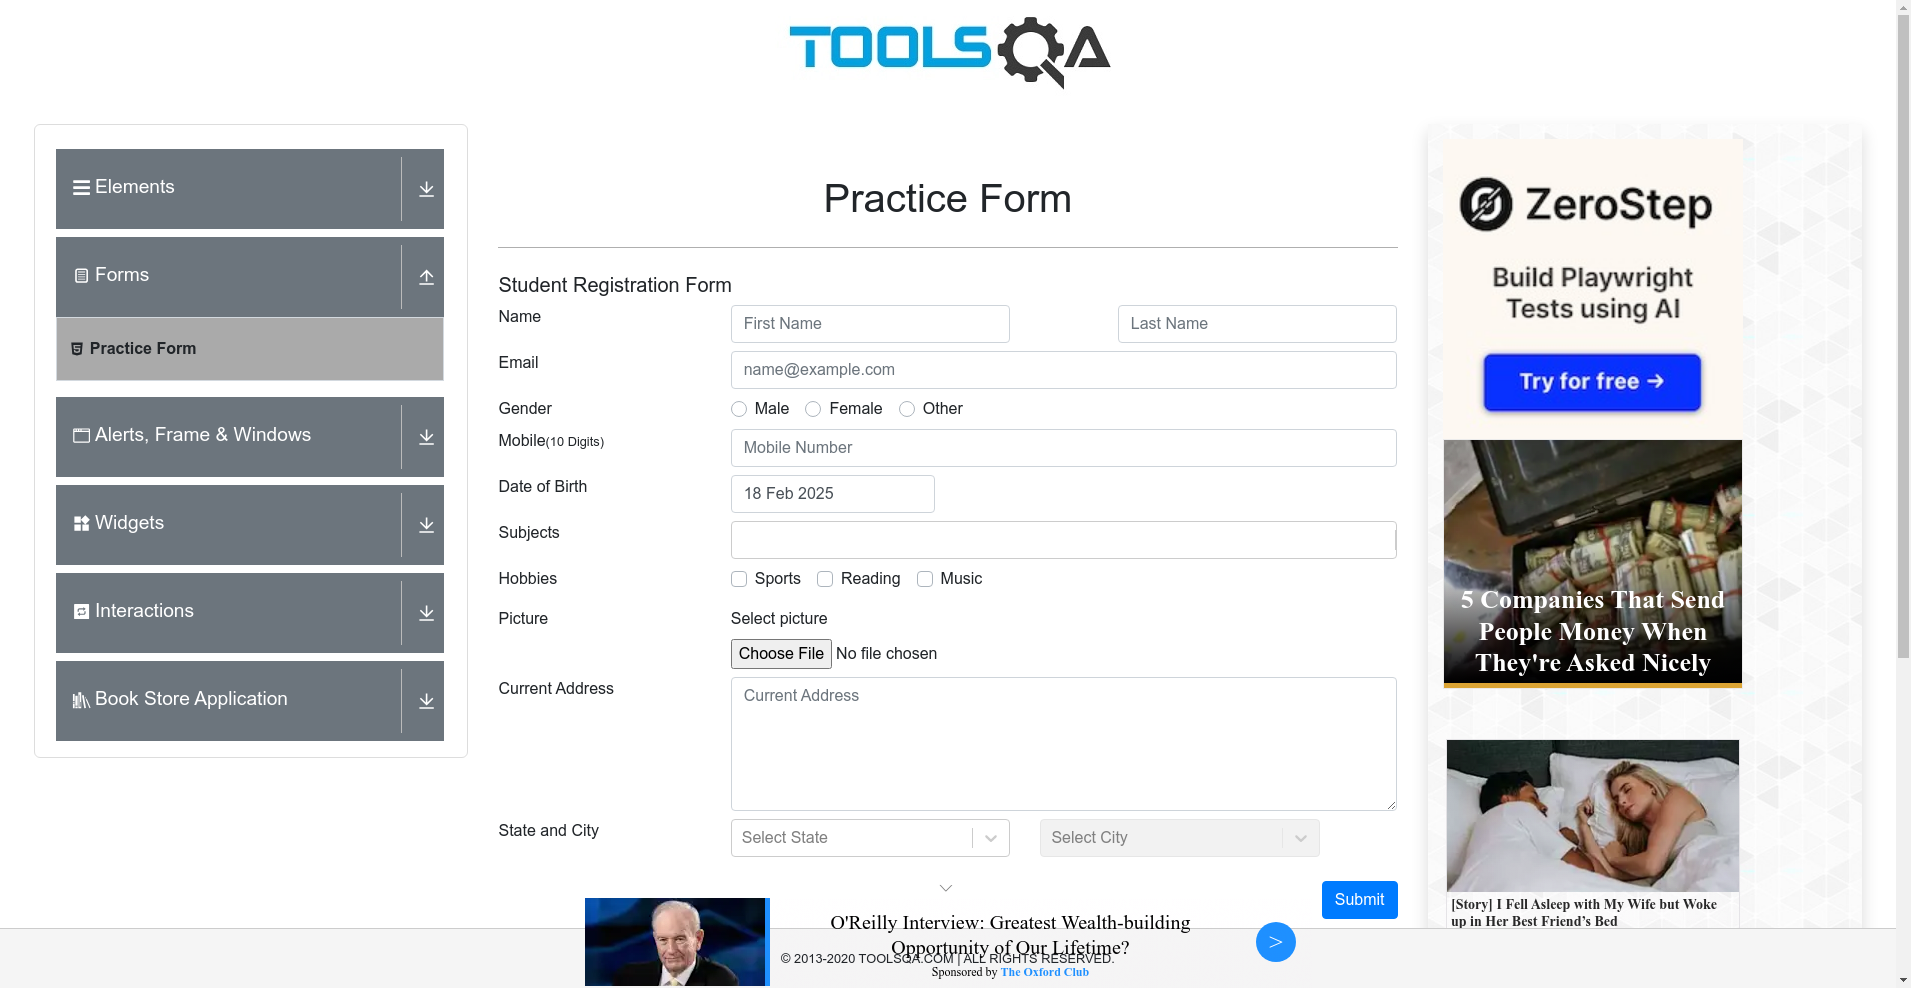 TOOLSQA
Elements
Forms
Practice Form
Alerts, Frame & Windows
Widgets
Interactions
Book Store Application
Practice Form
Student Registration Form
Name
First Name
Last Name
Email
name@example.com
Gender
Male
Female
Other
Mobile(10 Digits)
Mobile Number
Date of Birth
18 Feb 2025
Subjects
Hobbies
Sports
Reading
Music
Picture
Select picture
Choose File No file chosen
Current Address
Current Address
State and City
Select State
Select City
Submit
ZeroStep
Build Playwright
Tests using AI
Try for free →
5 Companies That Send
People Money When
They're Asked Nicely
[Story] I Fell Asleep with My Wife but Woke
up in Her Best Friend's Bed
O'Reilly Interview: Greatest Wealth-building
Opportunity of Our Lifetime?
Sponsored by The Oxford Club
>
© 2013-2020 TOOLSQA.COM | ALL RIGHTS RESERVED.